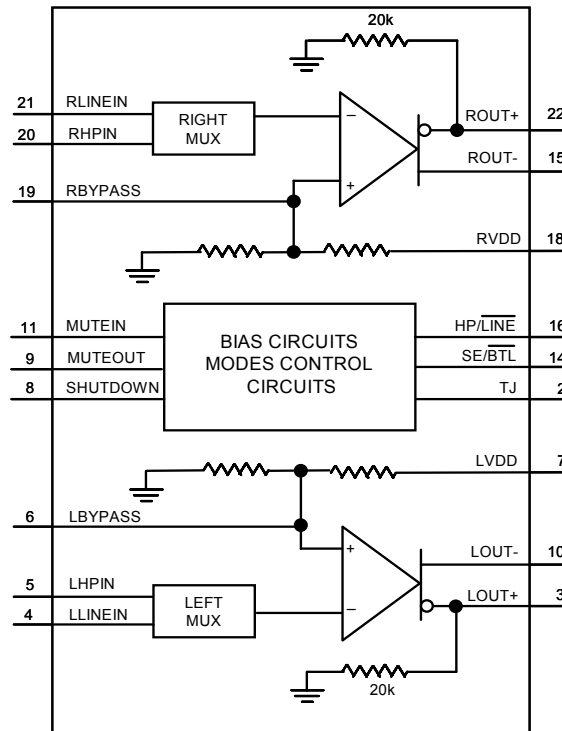 20k
21 RLINEIN
RIGHT
MUX
−
ROUT+ 22
20 RHPIN
ROUT- 15
19 RBYPASS
+
RVDD 18
11 MUTEIN
BIAS CIRCUITS
MODES CONTROL
CIRCUITS
HP/LINE 16
9 MUTEOUT
SE/BTL 14
8 SHUTDOWN
TJ 2
LVDD 7
6 LBYPASS
+
LOUT- 10
5 LHPIN
LEFT
MUX
−
LOUT+ 3
4 LLINEIN
20k